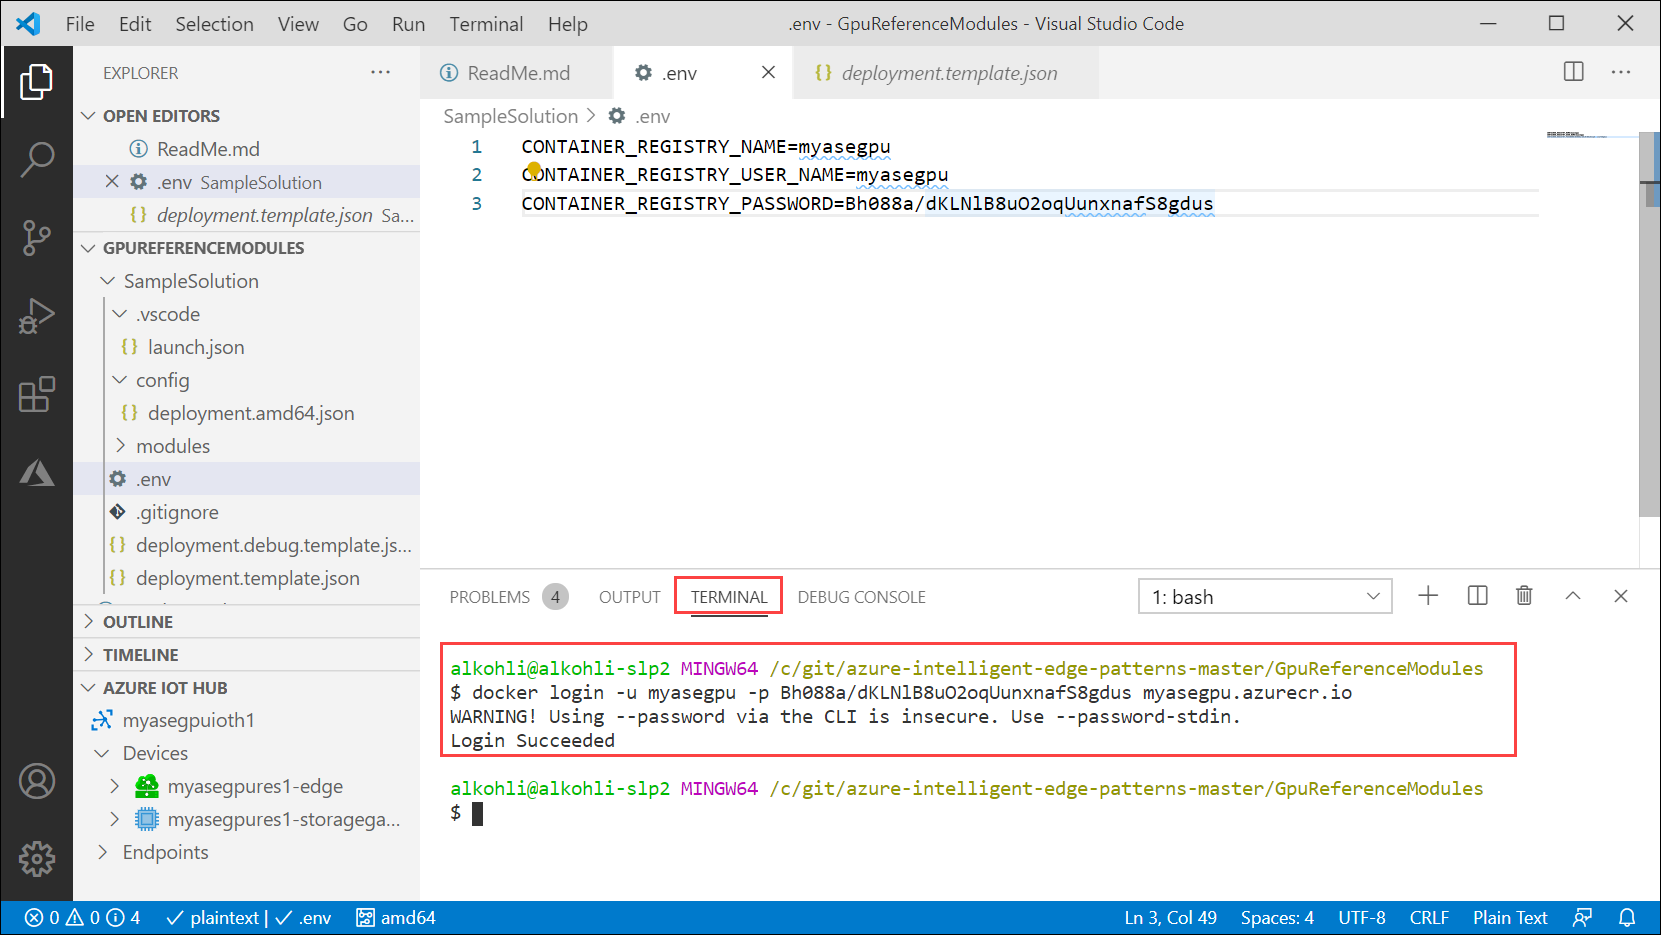 File Edit Selection View Go Run Terminal Help
.env - GpuReferenceModules - Visual Studio Code
EXPLORER
OPEN EDITORS
ReadMe.md
.env SampleSolution
deployment.template.json Sa...
GPUREFERENCEMODULES
SampleSolution
.vscode
launch.json
config
deployment.amd64.json
modules
.env
.gitignore
deployment.debug.template.js...
deployment.template.json
OUTLINE
TIMELINE
AZURE IOT HUB
myasegpuioth1
Devices
myasegpures1-edge
myasegpures1-storagega...
Endpoints
ReadMe.md .env deployment.template.json
SampleSolution > .env
1 CONTAINER_REGISTRY_NAME=myasegpu
2 CONTAINER_REGISTRY_USER_NAME=myasegpu
3 CONTAINER_REGISTRY_PASSWORD=Bh088a/dKLNlB8uO2oqUunxnafS8gdus
PROBLEMS 4 OUTPUT TERMINAL DEBUG CONSOLE 1: bash
alkohli@alkohli-slp2 MINGW64 /c/git/azure-intelligent-edge-patterns-master/GpuReferenceModules
$ docker login -u myasegpu -p Bh088a/dKLNlB8uO2oqUunxnafS8gdus myasegpu.azurecr.io
WARNING! Using --password via the CLI is insecure. Use --password-stdin.
Login Succeeded
alkohli@alkohli-slp2 MINGW64 /c/git/azure-intelligent-edge-patterns-master/GpuReferenceModules
$
0 0 4 plaintext | .env amd64 Ln 3, Col 49 Spaces: 4 UTF-8 CRLF Plain Text